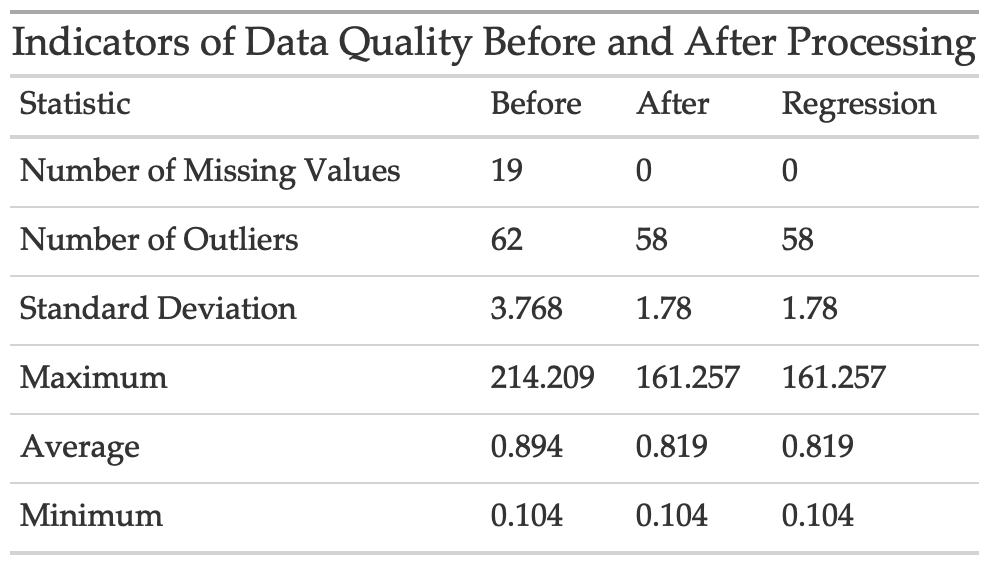 Indicators of Data Quality Before and After Processing
Statistic Before After Regression
Number of Missing Values 19 0 0
Number of Outliers 62 58 58
Standard Deviation 3.768 1.78 1.78
Maximum 214.209 161.257 161.257
Average 0.894 0.819 0.819
Minimum 0.104 0.104 0.104